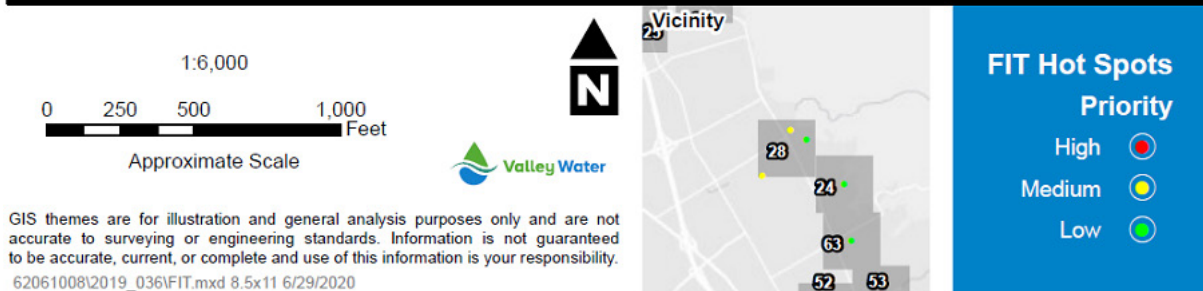 1:6,000
0 250 500 1,000
Feet
Approximate Scale
N
Valley Water
GIS themes are for illustration and general analysis purposes only and are not
accurate to surveying or engineering standards. Information is not guaranteed
to be accurate, current, or complete and use of this information is your responsibility.
62061008\2019_036\FIT.mxd 8.5x11 6/29/2020
Vicinity
25
28
24
63
52 53
FIT Hot Spots
Priority
High
Medium
Low